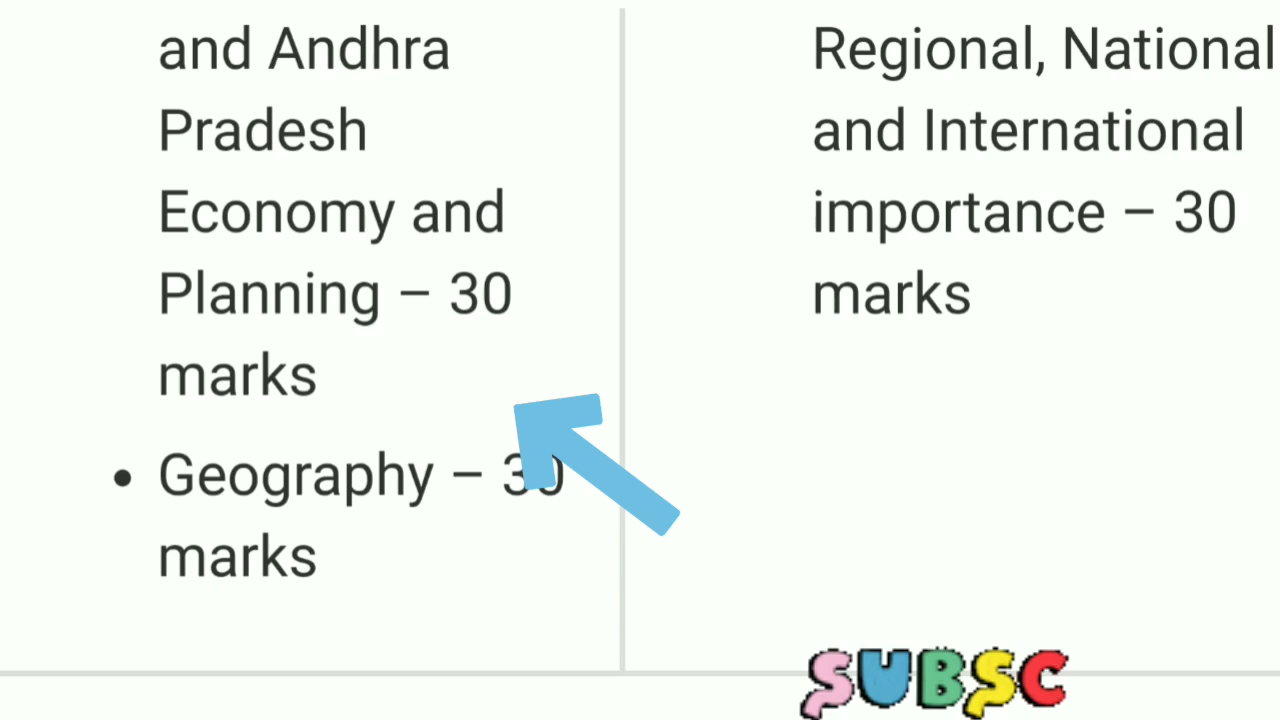 and Andhra
Pradesh
Economy and
Planning – 30
marks
• Geography – 30
marks
Regional, National
and International
importance – 30
marks
SUBSC